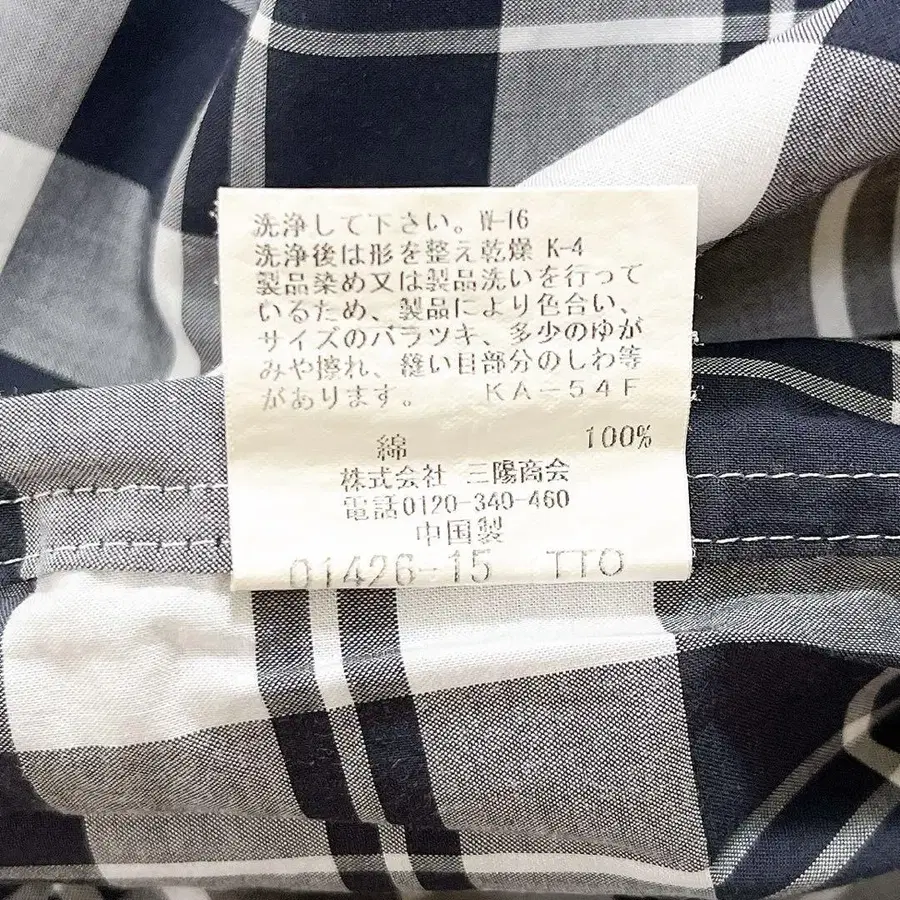 洗浄して下さい。W-16
洗浄後は形を整え乾燥 K-4
製品染め又は製品洗いを行って
いるため、製品により色合い、
サイズのバラツキ、多少のゆが
みや擦れ、縫い目部分のしわ等
があります。 KA-54F
綿 100%
株式会社 三陽商会
電話0120-340-460
中国製
01426-15 TTO